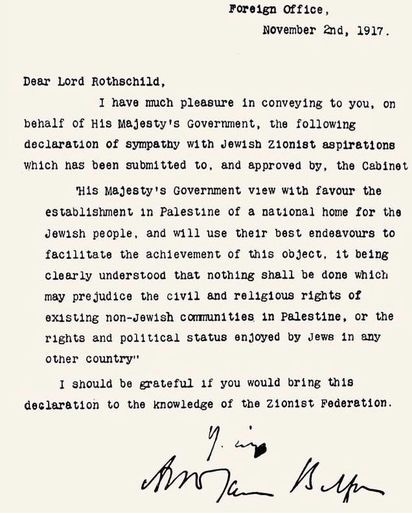 Foreign Office,
November 2nd, 1917.
Dear Lord Rothschild,
I have much pleasure in conveying to you, on
behalf of His Majesty's Government, the following
declaration of sympathy with Jewish Zionist aspirations
which has been submitted to, and approved by, the Cabinet
'His Majesty's Government view with favour the
establishment in Palestine of a national home for the
Jewish people, and will use their best endeavours to
facilitate the achievement of this object, it being
clearly understood that nothing shall be done which
may prejudice the civil and religious rights of
existing non-Jewish communities in Palestine, or the
rights and political status enjoyed by Jews in any
other country"
I should be grateful if you would bring this
declaration to the knowledge of the Zionist Federation.